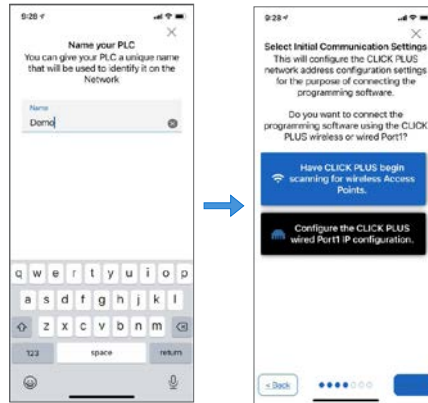 9:28
Name your PLC
You can give your PLC a unique name
that will be used to identify it on the
Network
Name
Demo
q w e r t y u i o p
a s d f g h j k l
z x c v b n m
123 space return
9:28
Select Initial Communication Settings
This will configure the CLICK PLUS
network address configuration settings
for the purpose of connecting the
programming software.
Do you want to connect the
programming software using the CLICK
PLUS wireless or wired Port1?
Have CLICK PLUS begin
scanning for wireless Access
Points.
Configure the CLICK PLUS
wired Port1 IP configuration.
< Back